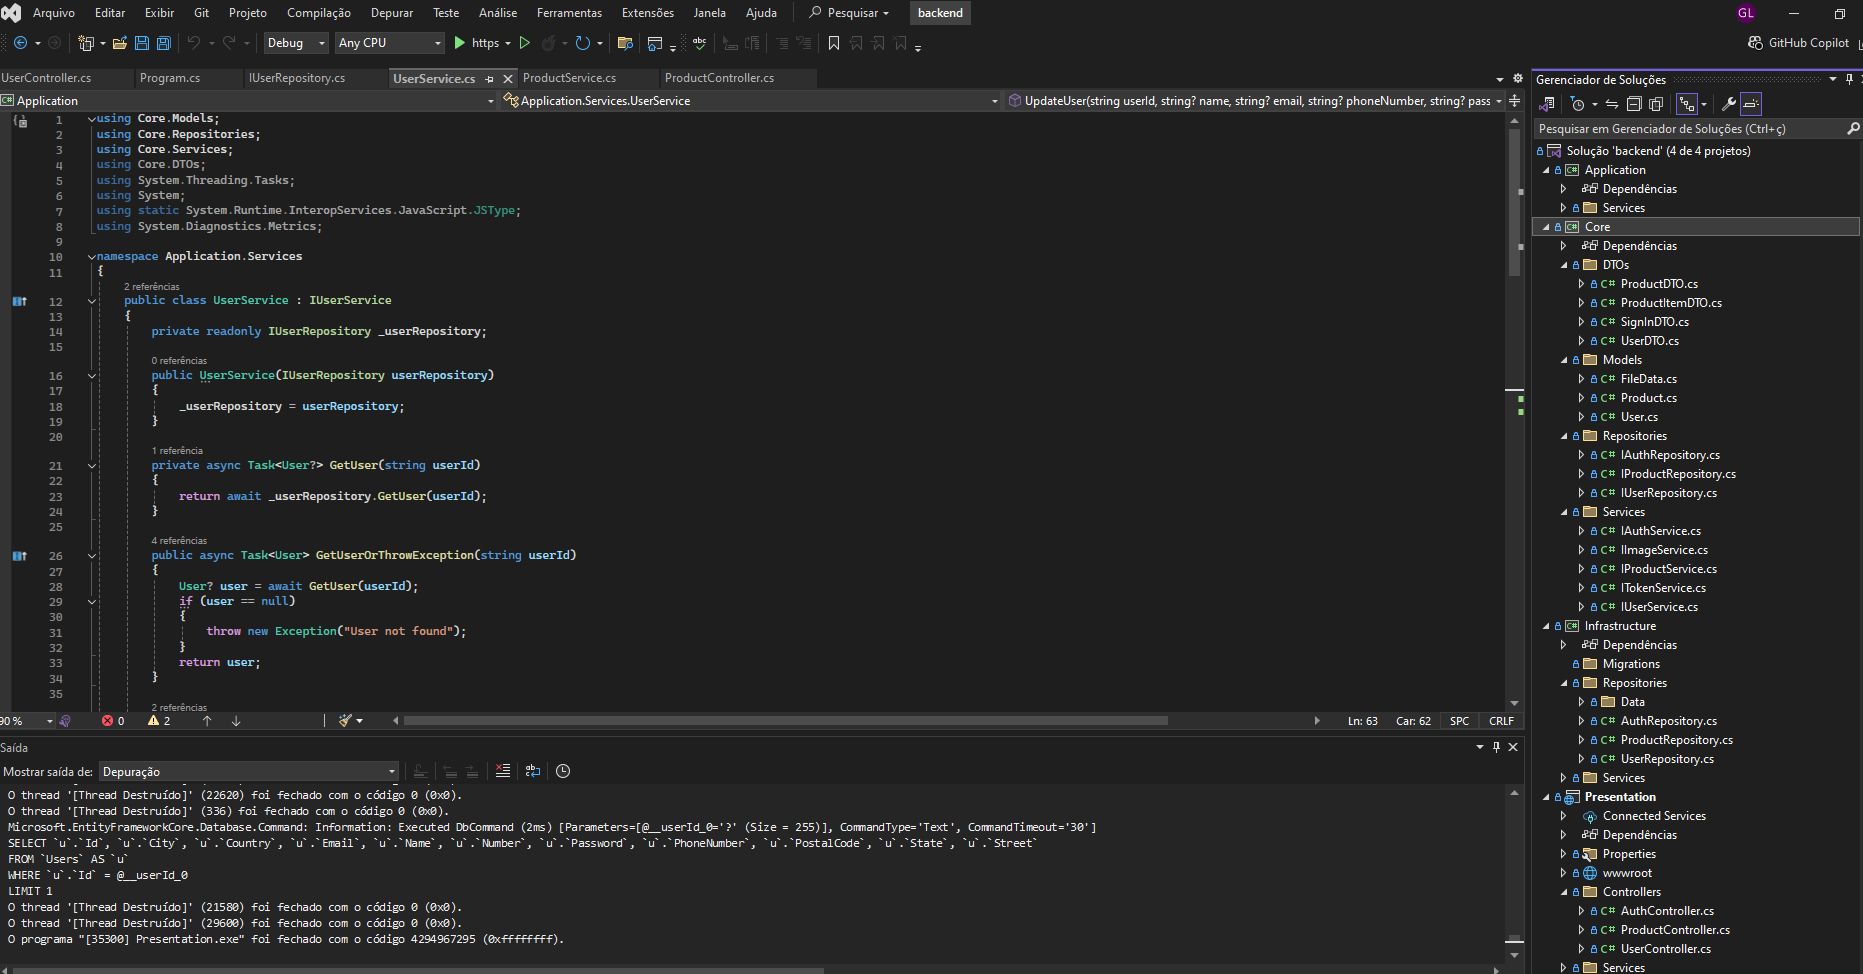 Arquivo Editar Exibir Git Projeto Compilação Depurar Teste Análise Ferramentas Extensões Janela Ajuda Pesquisar backend GL
Debug Any CPU https GitHub Copilot
UserController.cs Program.cs IUserRepository.cs UserService.cs ProductService.cs ProductController.cs
Application Application.Services.UserService UpdateUser(string userId, string? name, string? email, string? phoneNumber, string? pass
1 using Core.Models;
2 using Core.Repositories;
3 using Core.Services;
4 using Core.DTOs;
5 using System.Threading.Tasks;
6 using System;
7 using static System.Runtime.InteropServices.JavaScript.JSType;
8 using System.Diagnostics.Metrics;
9
10 namespace Application.Services
11 {
2 referências
12 public class UserService : IUserService
13 {
14 private readonly IUserRepository _userRepository;
15
0 referências
16 public UserService(IUserRepository userRepository)
17 {
18 _userRepository = userRepository;
19 }
20
1 referência
21 private async Task<User?> GetUser(string userId)
22 {
23 return await _userRepository.GetUser(userId);
24 }
25
4 referências
26 public async Task<User> GetUserOrThrowException(string userId)
27 {
28 User? user = await GetUser(userId);
29 if (user == null)
30 {
31 throw new Exception("User not found");
32 }
33 return user;
34 }
35
2 referências
90 % 0 2 Ln: 63 Car: 62 SPC CRLF
Saída
Mostrar saída de: Depuração
O thread '[Thread Destruído]' (22620) foi fechado com o código 0 (0x0).
O thread '[Thread Destruído]' (336) foi fechado com o código 0 (0x0).
Microsoft.EntityFrameworkCore.Database.Command: Information: Executed DbCommand (2ms) [Parameters=[@__userId_0='?' (Size = 255)], CommandType='Text', CommandTimeout='30']
SELECT `u`.`Id`, `u`.`City`, `u`.`Country`, `u`.`Email`, `u`.`Name`, `u`.`Number`, `u`.`Password`, `u`.`PhoneNumber`, `u`.`PostalCode`, `u`.`State`, `u`.`Street`
FROM `Users` AS `u`
WHERE `u`.`Id` = @__userId_0
LIMIT 1
O thread '[Thread Destruído]' (21580) foi fechado com o código 0 (0x0).
O thread '[Thread Destruído]' (29600) foi fechado com o código 0 (0x0).
O programa "[35300] Presentation.exe" foi fechado com o código 4294967295 (0xffffffff).
Gerenciador de Soluções
Pesquisar em Gerenciador de Soluções (Ctrl+ç)
Solução 'backend' (4 de 4 projetos)
C# Application
Dependências
Services
C# Core
Dependências
DTOs
C# ProductDTO.cs
C# ProductItemDTO.cs
C# SignInDTO.cs
C# UserDTO.cs
Models
C# FileData.cs
C# Product.cs
C# User.cs
Repositories
C# IAuthRepository.cs
C# IProductRepository.cs
C# IUserRepository.cs
Services
C# IAuthService.cs
C# IImageService.cs
C# IProductService.cs
C# ITokenService.cs
C# IUserService.cs
C# Infrastructure
Dependências
Migrations
Repositories
Data
C# AuthRepository.cs
C# ProductRepository.cs
C# UserRepository.cs
Services
Presentation
Connected Services
Dependências
Properties
wwwroot
Controllers
C# AuthController.cs
C# ProductController.cs
C# UserController.cs
Services